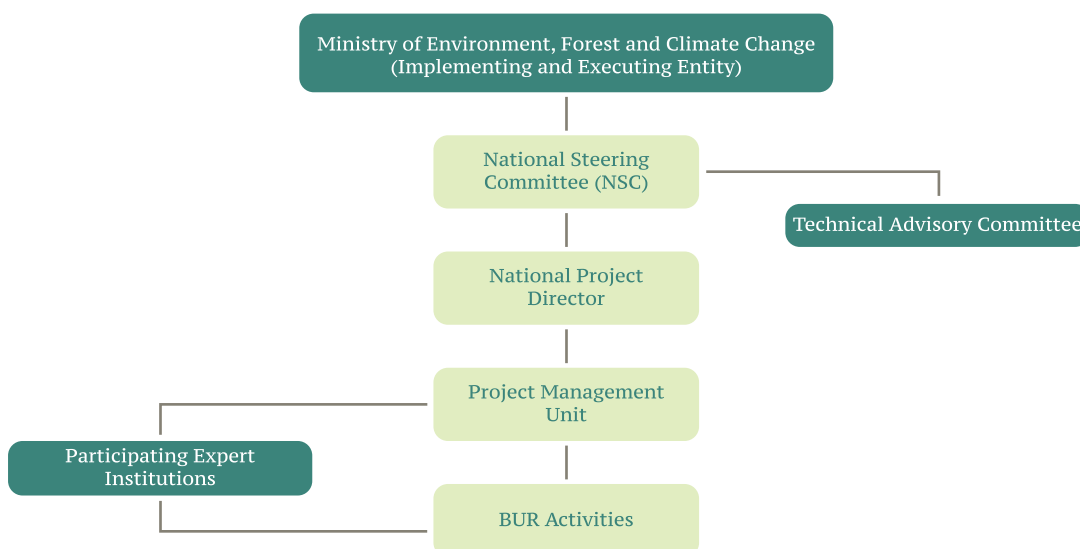 Ministry of Environment, Forest and Climate Change
(Implementing and Executing Entity)
National Steering
Committee (NSC)
Technical Advisory Committee
National Project
Director
Project Management
Unit
Participating Expert
Institutions
BUR Activities